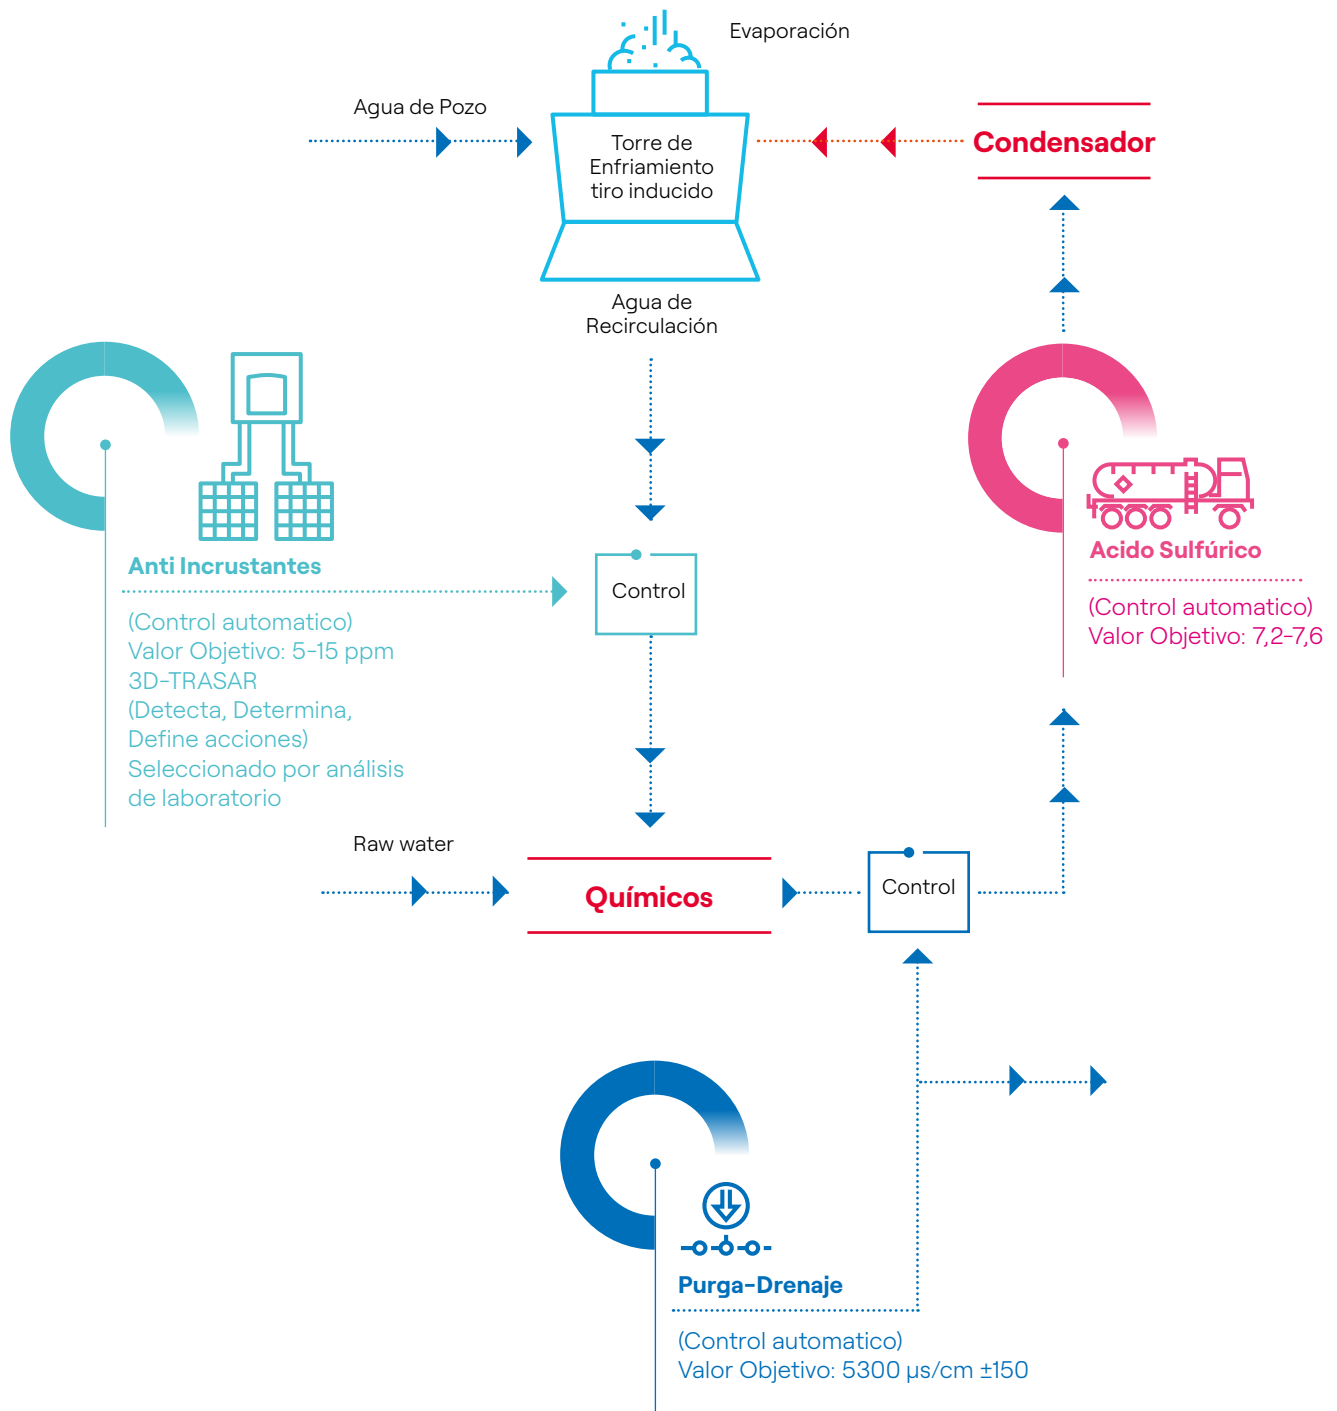 Evaporación
Agua de Pozo
Torre de
Enfriamiento
tiro inducido
Condensador
Agua de
Recirculación
Anti Incrustantes
(Control automatico)
Valor Objetivo: 5-15 ppm
3D-TRASAR
(Detecta, Determina,
Define acciones)
Seleccionado por análisis
de laboratorio
Control
Acido Sulfúrico
(Control automatico)
Valor Objetivo: 7,2-7,6
Raw water
Químicos
Control
Purga-Drenaje
(Control automatico)
Valor Objetivo: 5300 µs/cm ±150